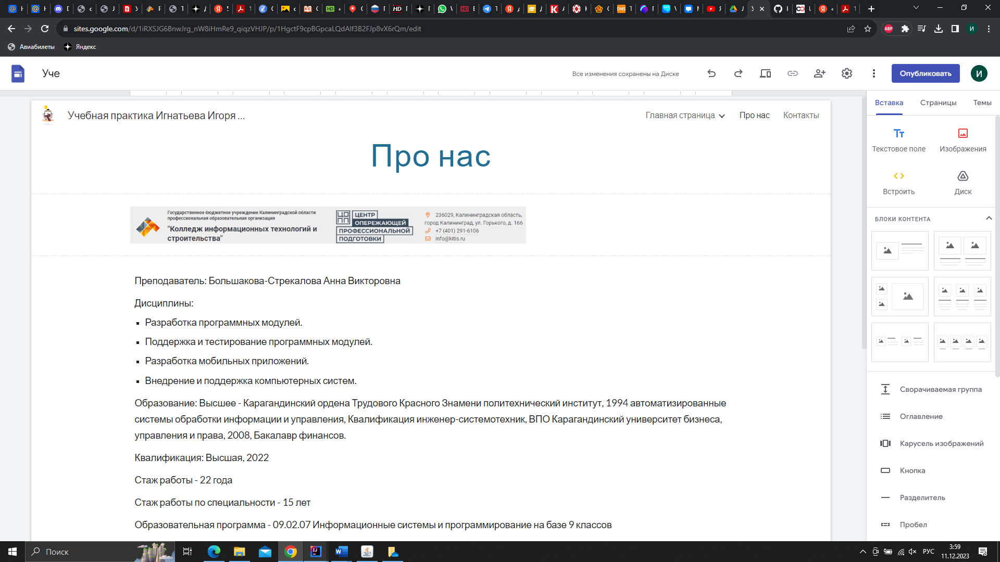 sites.google.com/d/1iRXSJG6BnwJrg_nW8iHmRe9_qiqzVHJP/p/1HgctF9cpBGpcaLQdAIf3B2FJp8vX6rQm/edit
ABP
И
Авиабилеты
Яндекс
Уче
Все изменения сохранены на Диске
Опубликовать
И
Учебная практика Игнатьева Игоря ...
Главная страница
Про нас
Контакты
Про нас
Государственное бюджетное учреждение Калининградской области
профессиональная образовательная организация
"Колледж информационных технологий и
строительства"
ЦОПП
ЦЕНТР
ОПЕРЕЖАЮЩЕЙ
ПРОФЕССИОНАЛЬНОЙ
ПОДГОТОВКИ
236029, Калининградская область,
город Калининград, ул. Горького, д. 166
+7 (401) 291-6106
info@kitis.ru
Преподаватель: Большакова-Стрекалова Анна Викторовна
Дисциплины:
Разработка программных модулей.
Поддержка и тестирование программных модулей.
Разработка мобильных приложений.
Внедрение и поддержка компьютерных систем.
Образование: Высшее - Карагандинский ордена Трудового Красного Знамени политехнический институт, 1994 автоматизированные
системы обработки информации и управления, Квалификация инженер-системотехник, ВПО Карагандинский университет бизнеса,
управления и права, 2008, Бакалавр финансов.
Квалификация: Высшая, 2022
Стаж работы - 22 года
Стаж работы по специальности - 15 лет
Образовательная программа - 09.02.07 Информационные системы и программирование на базе 9 классов
Вставка
Страницы
Темы
Текстовое поле
Изображения
Встроить
Диск
БЛОКИ КОНТЕНТА
Сворачиваемая группа
Оглавление
Карусель изображений
Кнопка
Разделитель
Пробел
Поиск
РУС
3:59
11.12.2023